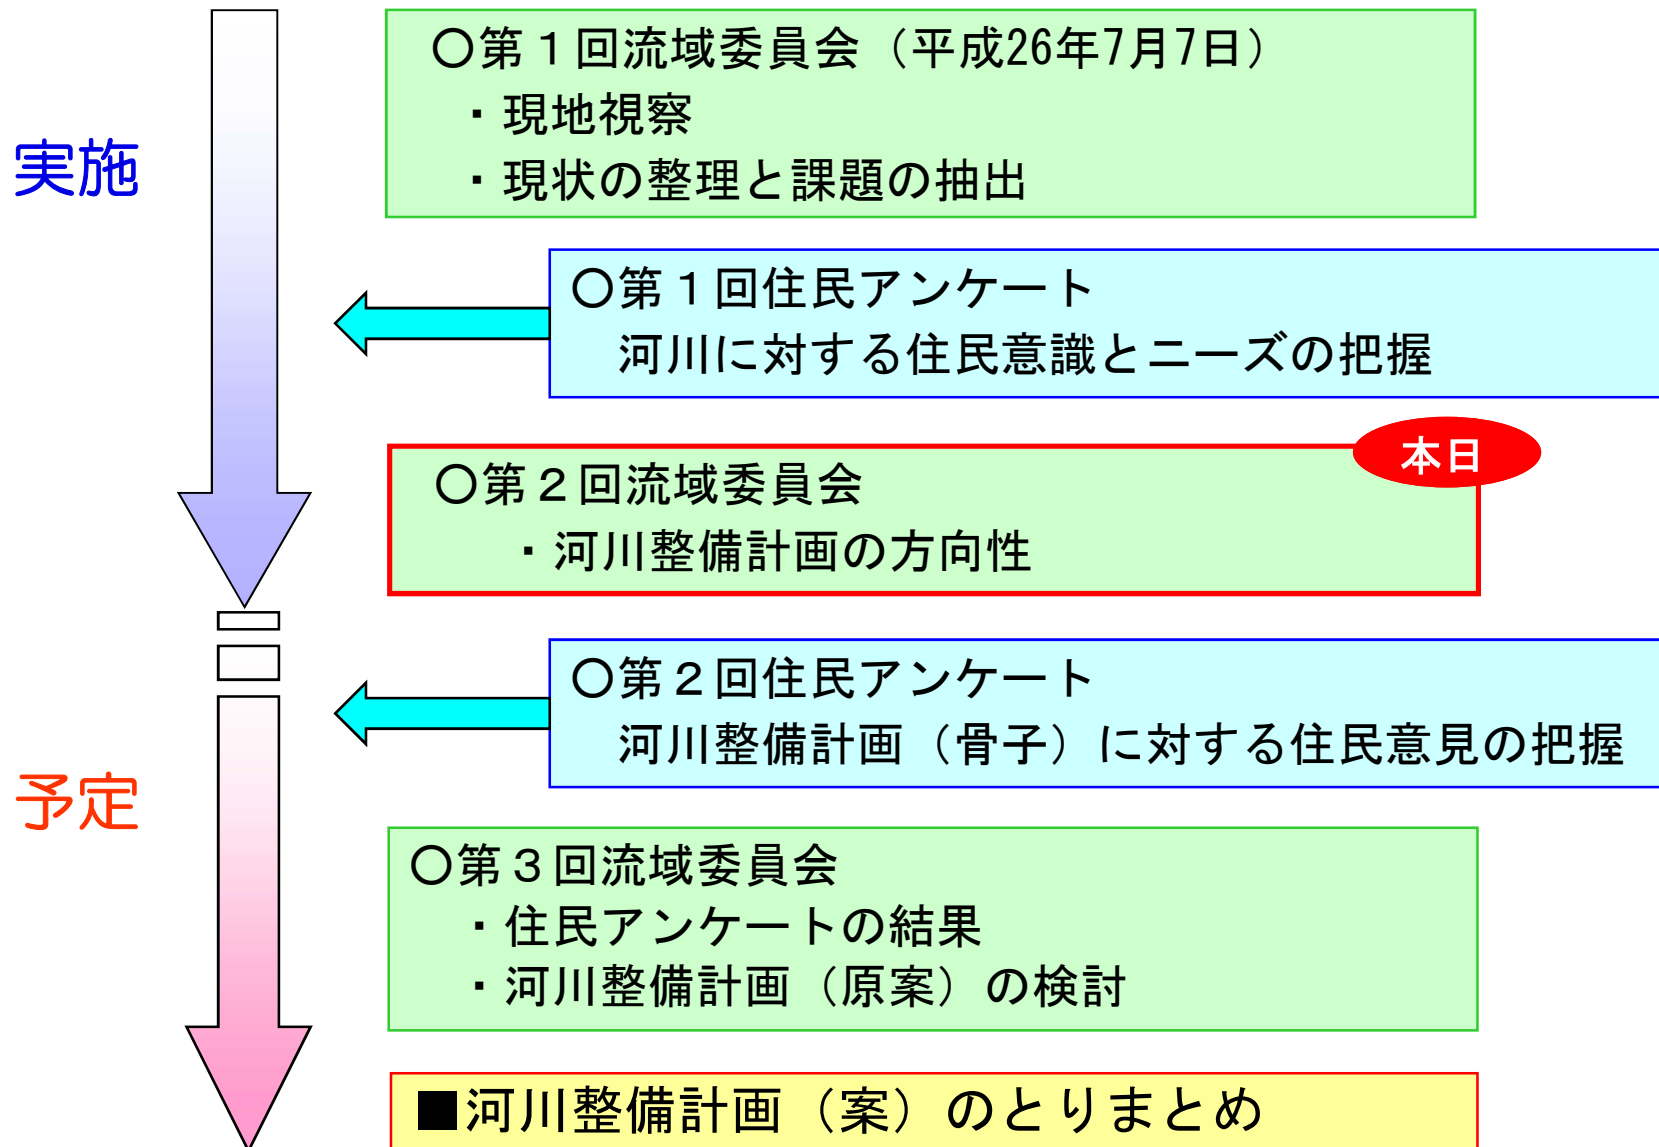 〇第１回流域委員会（平成26年7月7日）
・現地視察
・現状の整理と課題の抽出
実施
〇第１回住民アンケート
河川に対する住民意識とニーズの把握
本日
〇第２回流域委員会
・河川整備計画の方向性
〇第２回住民アンケート
河川整備計画（骨子）に対する住民意見の把握
予定
〇第３回流域委員会
・住民アンケートの結果
・河川整備計画（原案）の検討
■河川整備計画（案）のとりまとめ